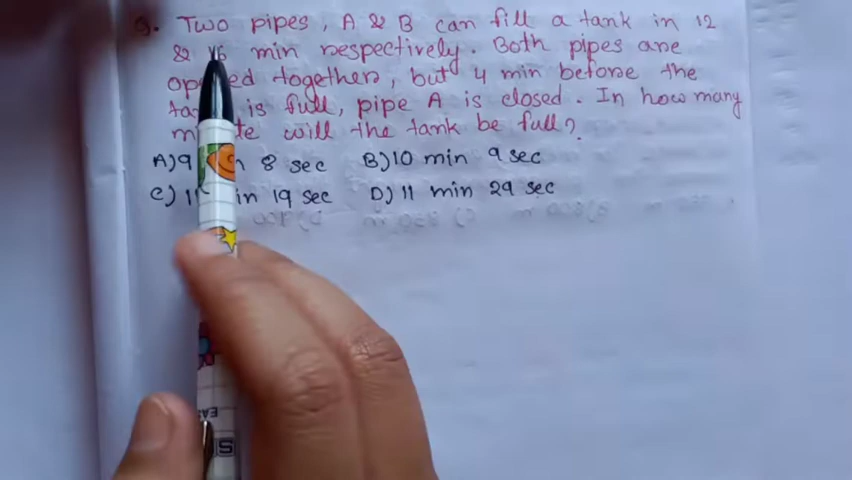 Q. Two pipes, A & B can fill a tank in 12
& min respectively. Both pipes are
together, but 4 min before the
is full, pipe A is closed. In how many
will the tank be full?
A) 9 8 sec B) 10 min 9 sec
C) 11 in 19 sec D) 11 min 29 sec